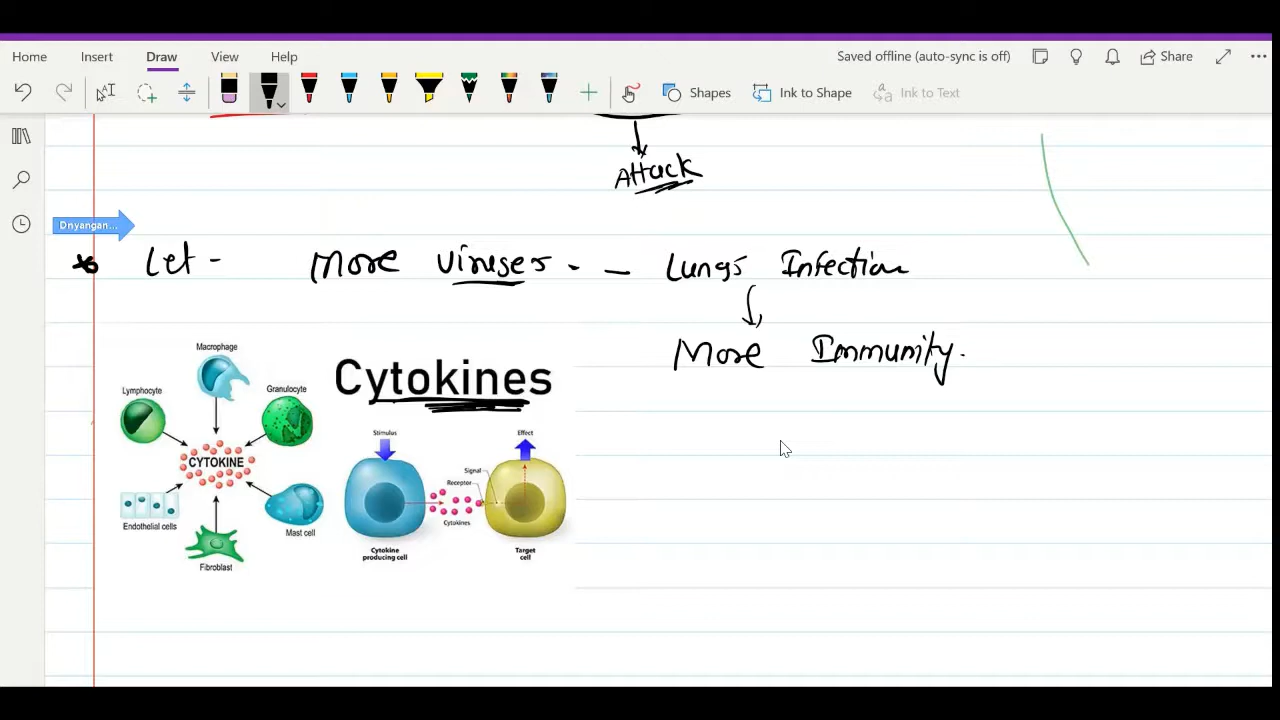 Home Insert Draw View Help Saved offline (auto-sync is off) Share
Shapes Ink to Shape Ink to Text
Attack
Dnyangan...
Let - More viruses. - Lungs Infection
More Immunity.
Macrophage
Lymphocyte
Granulocyte
CYTOKINE
Endothelial cells
Mast cell
Fibroblast
Cytokines
Stimulus
Effect
Signal
Receptor
Cytokines
Cytokine
producing cell
Target
cell